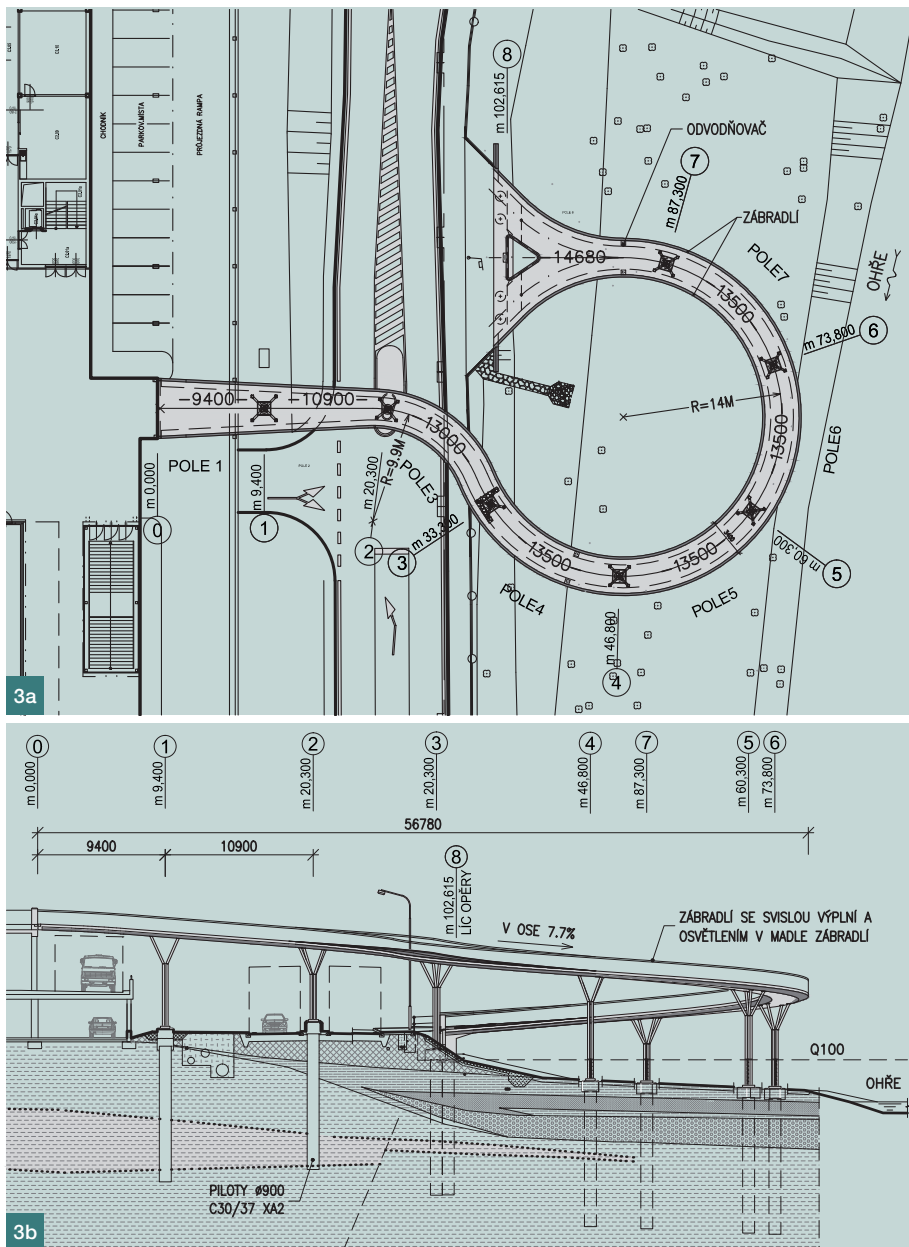 8
m 102,615
ODVODŇOVAČ
7
m 87,300
ZÁBRADLÍ
POLE7
OHŘE
CHODNÍK
PARKOV.MÍSTA
PRŮJEZDNÁ RAMPA
14680
13500
6
m 73,800
R=14M
13500
POLE6
9400
10900
13000
POLE 1
m 0,000
0
m 9,400
1
POLE 2
m 20,300
2
R=9.9M
POLE3
3
m 33,300
13500
POLE4
13500
POLE5
m 60,300
5
m 46,800
4
3a
0
m 0,000
1
m 9,400
2
m 20,300
3
m 20,300
4
m 46,800
7
m 87,300
5
m 60,300
6
m 73,800
56780
9400
10900
8
m 102,615
LÍC OPĚRY
V OSE 7.7%
ZÁBRADLÍ SE SVISLOU VÝPLNÍ A
OSVĚTLENÍM V MADLE ZÁBRADLÍ
Q100
OHŘE
PILOTY ø900
C30/37 XA2
3b